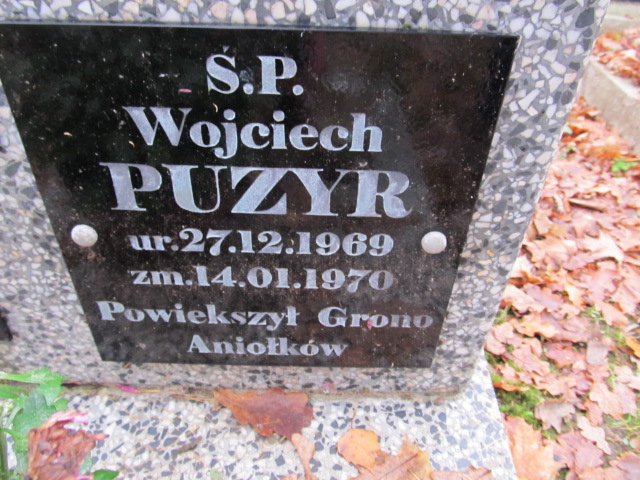 Ś.P.
Wojciech
PUZYR
ur.27.12.1969
zm.14.01.1970
Powiekszył Grono
Aniołków